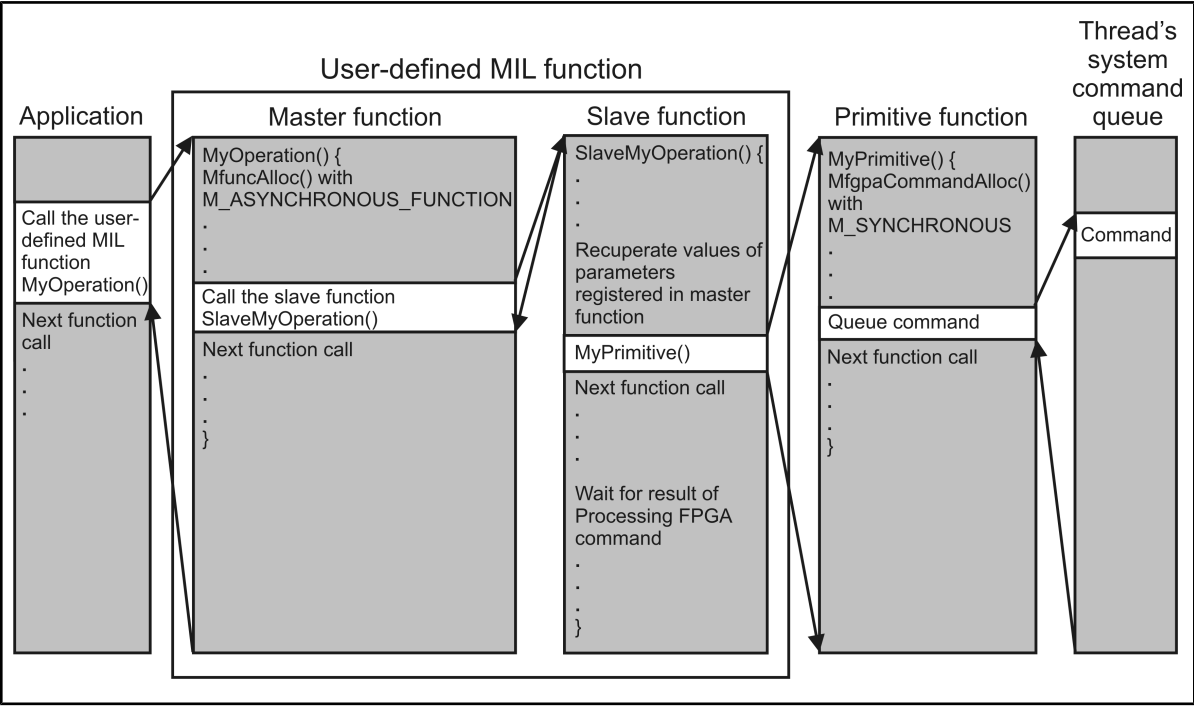 Thread's
system
command
queue
User-defined MIL function
Application
Master function
Slave function
Primitive function
Call the user-
defined MIL
function
MyOperation()
Next function
call
.
.
.
MyOperation() {
MfuncAlloc() with
M_ASYNCHRONOUS_FUNCTION
.
.
.
Call the slave function
SlaveMyOperation()
Next function call
.
.
.
}
SlaveMyOperation() {
.
.
.
Recuperate values of
parameters
registered in master
function
MyPrimitive()
Next function call
.
.
.
Wait for result of
Processing FPGA
command
.
.
.
}
MyPrimitive() {
MfgpaCommandAlloc()
with
M_SYNCHRONOUS
.
.
.
Queue command
Next function call
.
.
.
}
Command